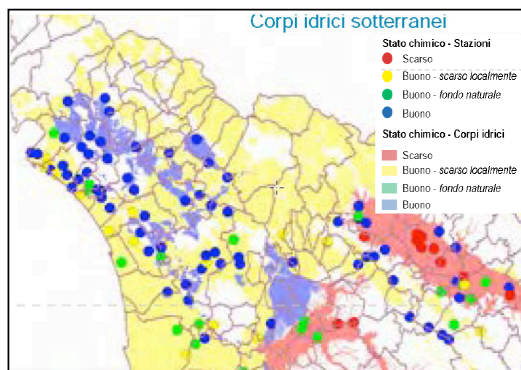 Corpi idrici sotterranei
Stato chimico - Stazioni
Scarso
Buono - scarso localmente
Buono - fondo naturale
Buono
Stato chimico - Corpi idrici
Scarso
Buono - scarso localmente
Buono - fondo naturale
Buono